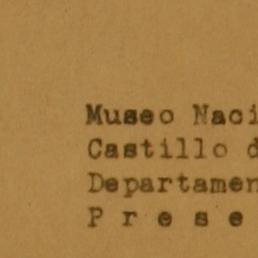 Museo Naci
Castillo d
Departamen
P r e s e